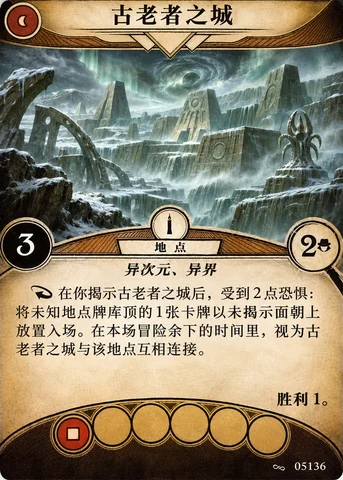 古老者之城
3
地点
2
异次元、异界
在你揭示古老者之城后，受到2点恐惧：
将未知地点牌库顶的1张卡牌以未揭示面朝上
放置入场。在本场冒险余下的时间里，视为古
老者之城与该地点互相连接。
胜利 1。
∞ 05136